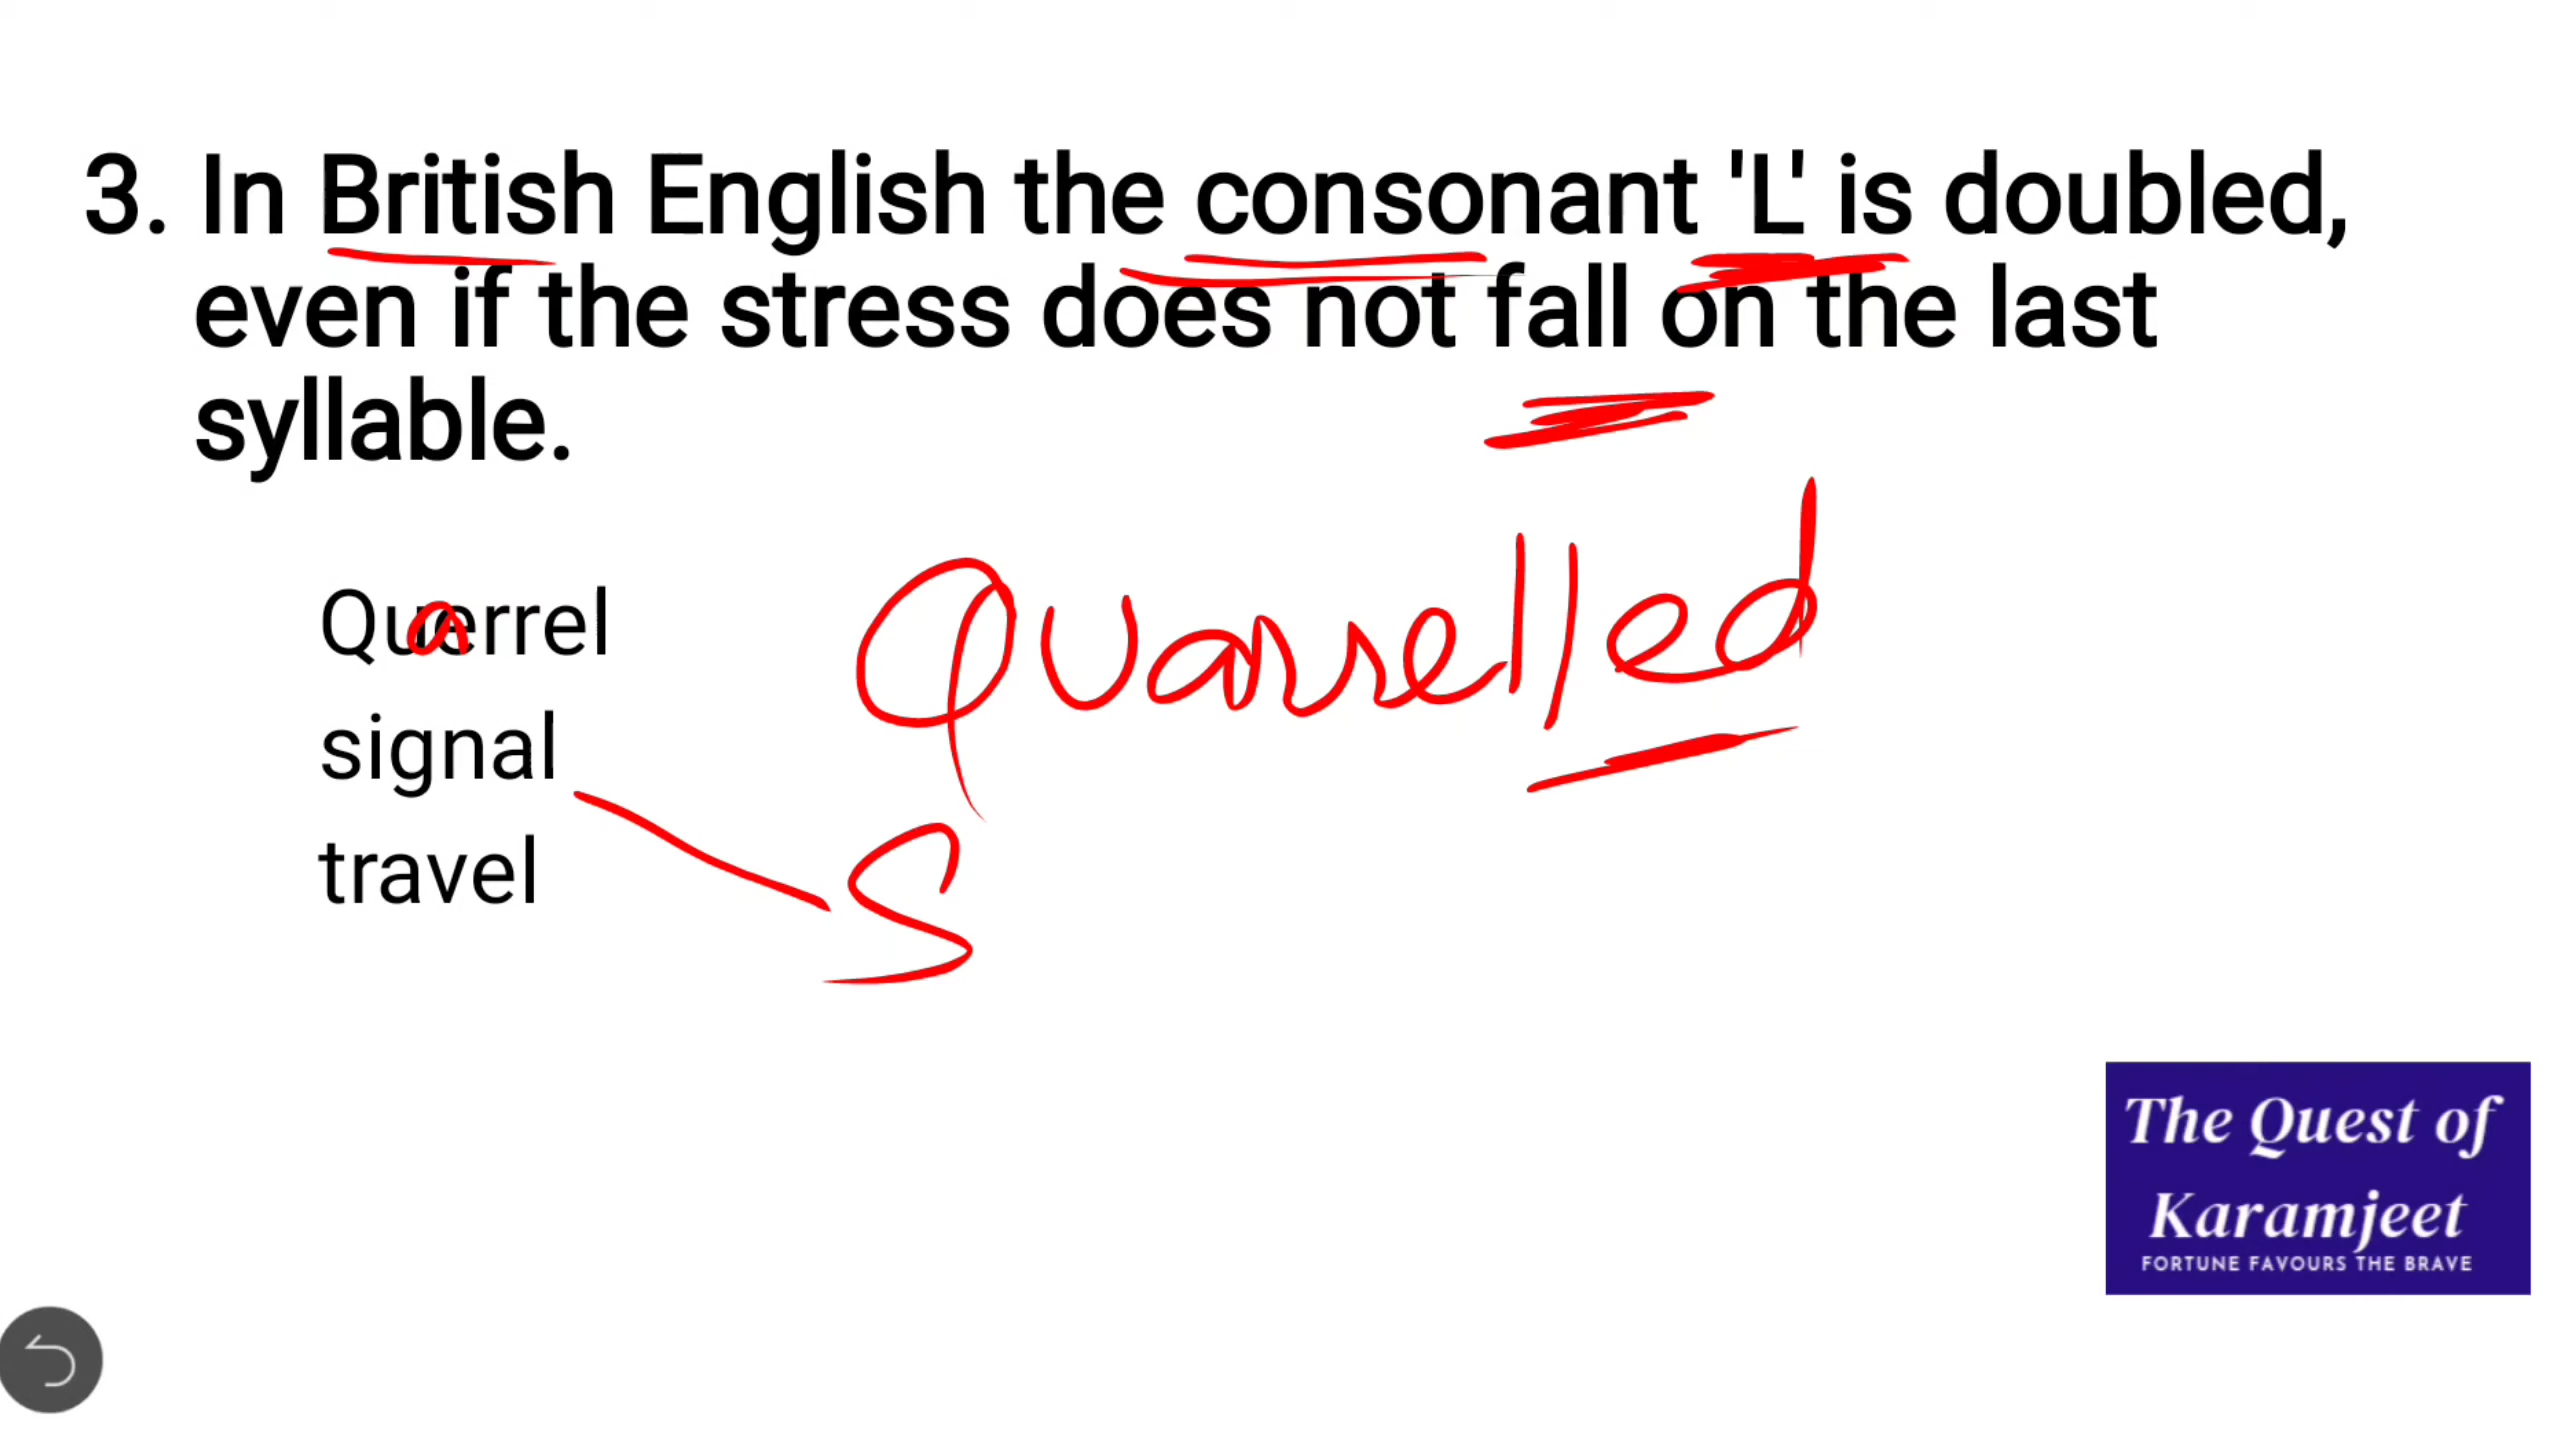 3. In British English the consonant 'L' is doubled,
even if the stress does not fall on the last
syllable.
Querrel
a
Quarrelled
signal
S
travel
The Quest of
Karamjeet
FORTUNE FAVOURS THE BRAVE